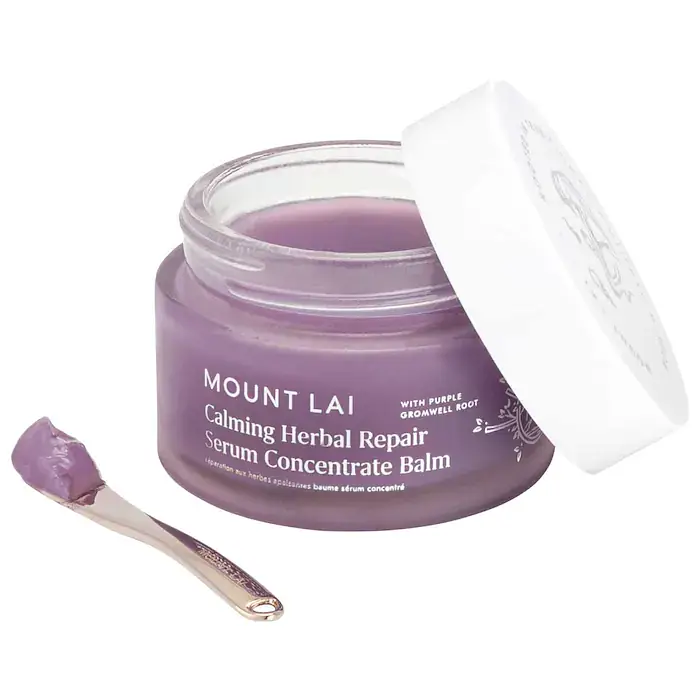 MOUNT LAI
WITH PURPLE
GROMWELL ROOT
Calming Herbal Repair
Serum Concentrate Balm
réparation aux herbes apaisantes baume sérum concentré